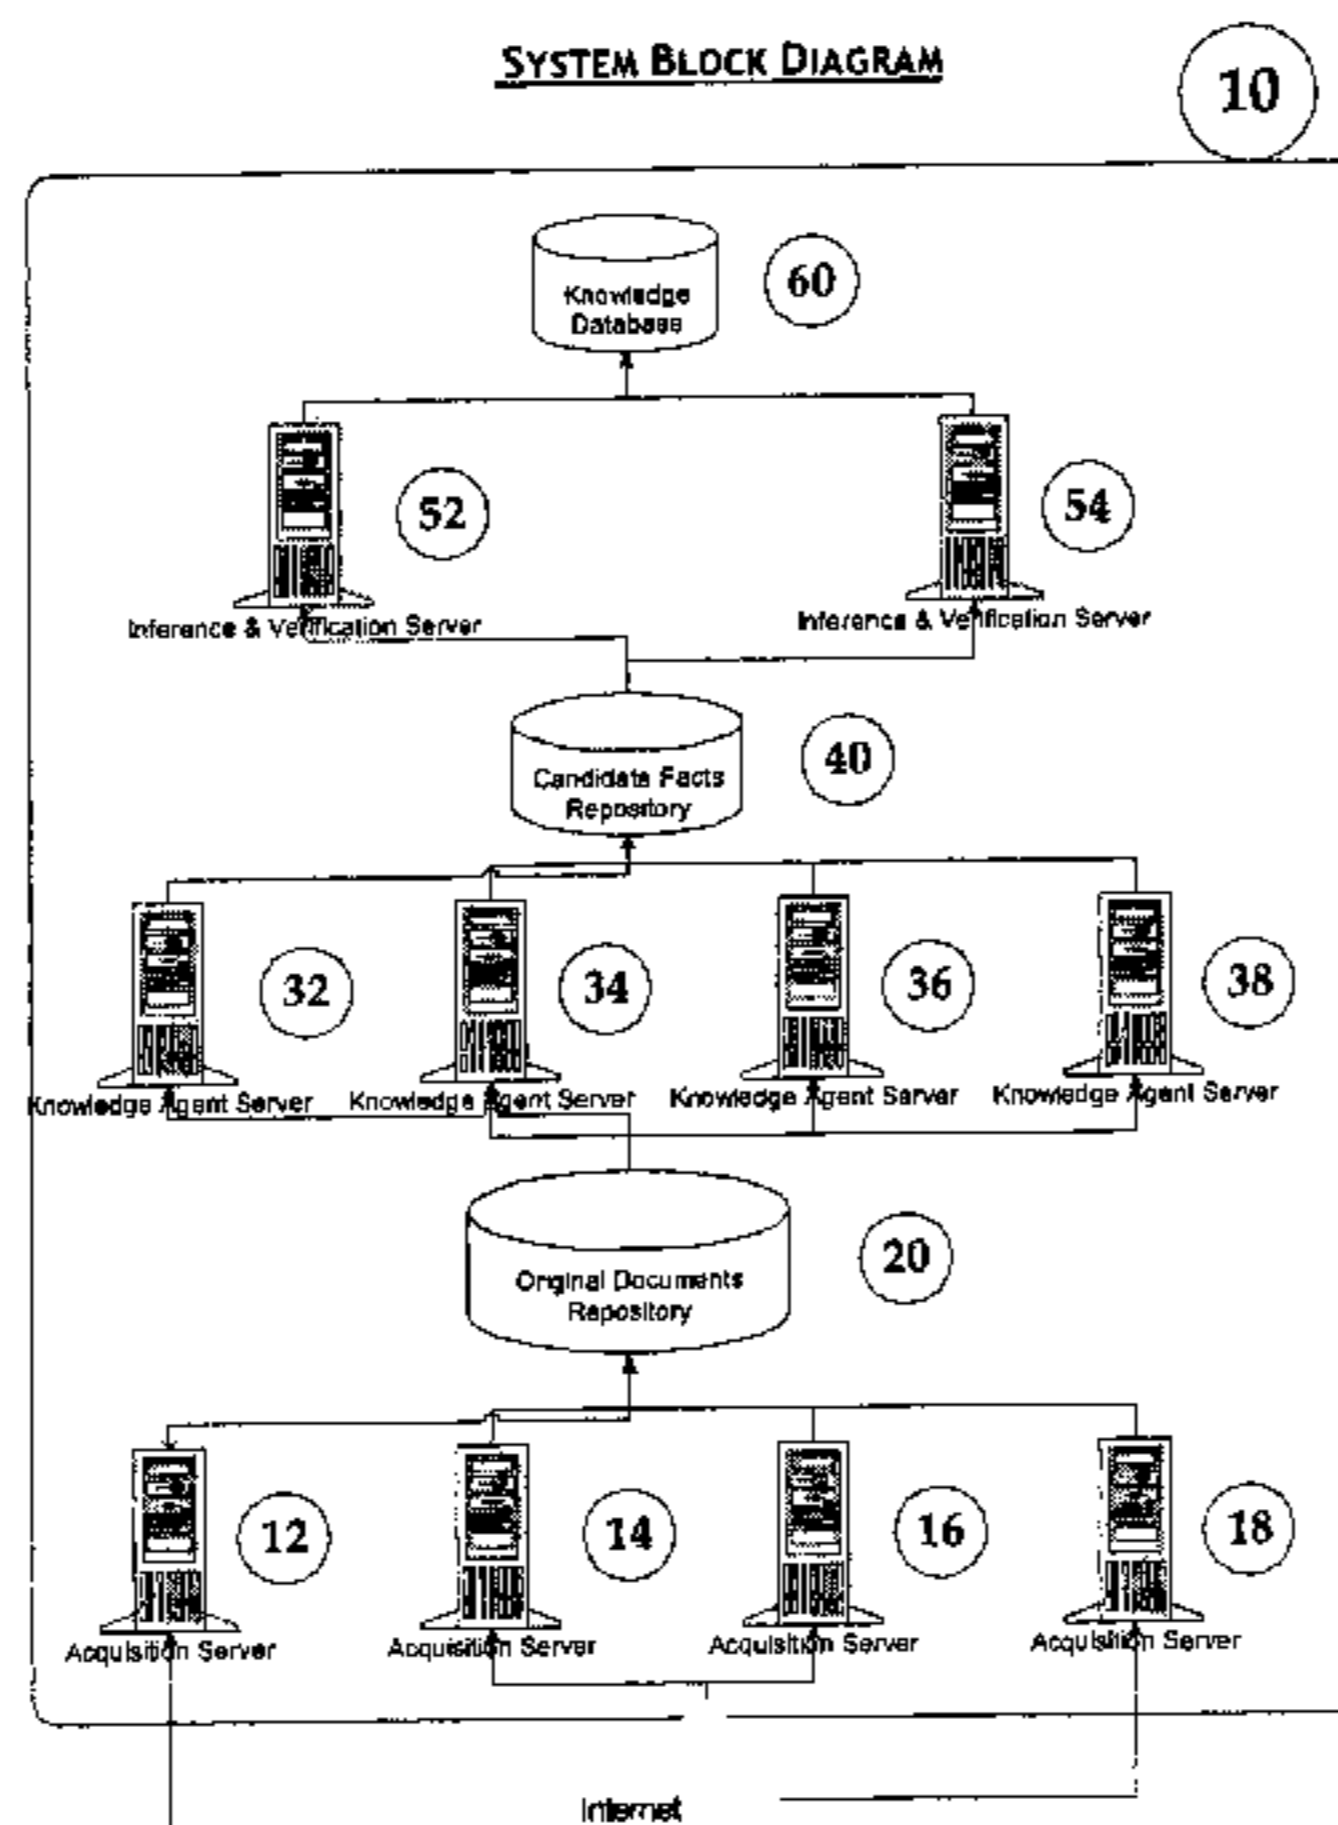 SYSTEM BLOCK DIAGRAM
10
Knowledge
Database
60
52
54
Inference & Verification Server
Inference & Verification Server
Candidate Facts
Repository
40
32
34
36
38
Knowledge Agent Server
Knowledge Agent Server
Knowledge Agent Server
Knowledge Agent Server
Original Documents
Repository
20
12
14
16
18
Acquisition Server
Acquisition Server
Acquisition Server
Acquisition Server
Internet